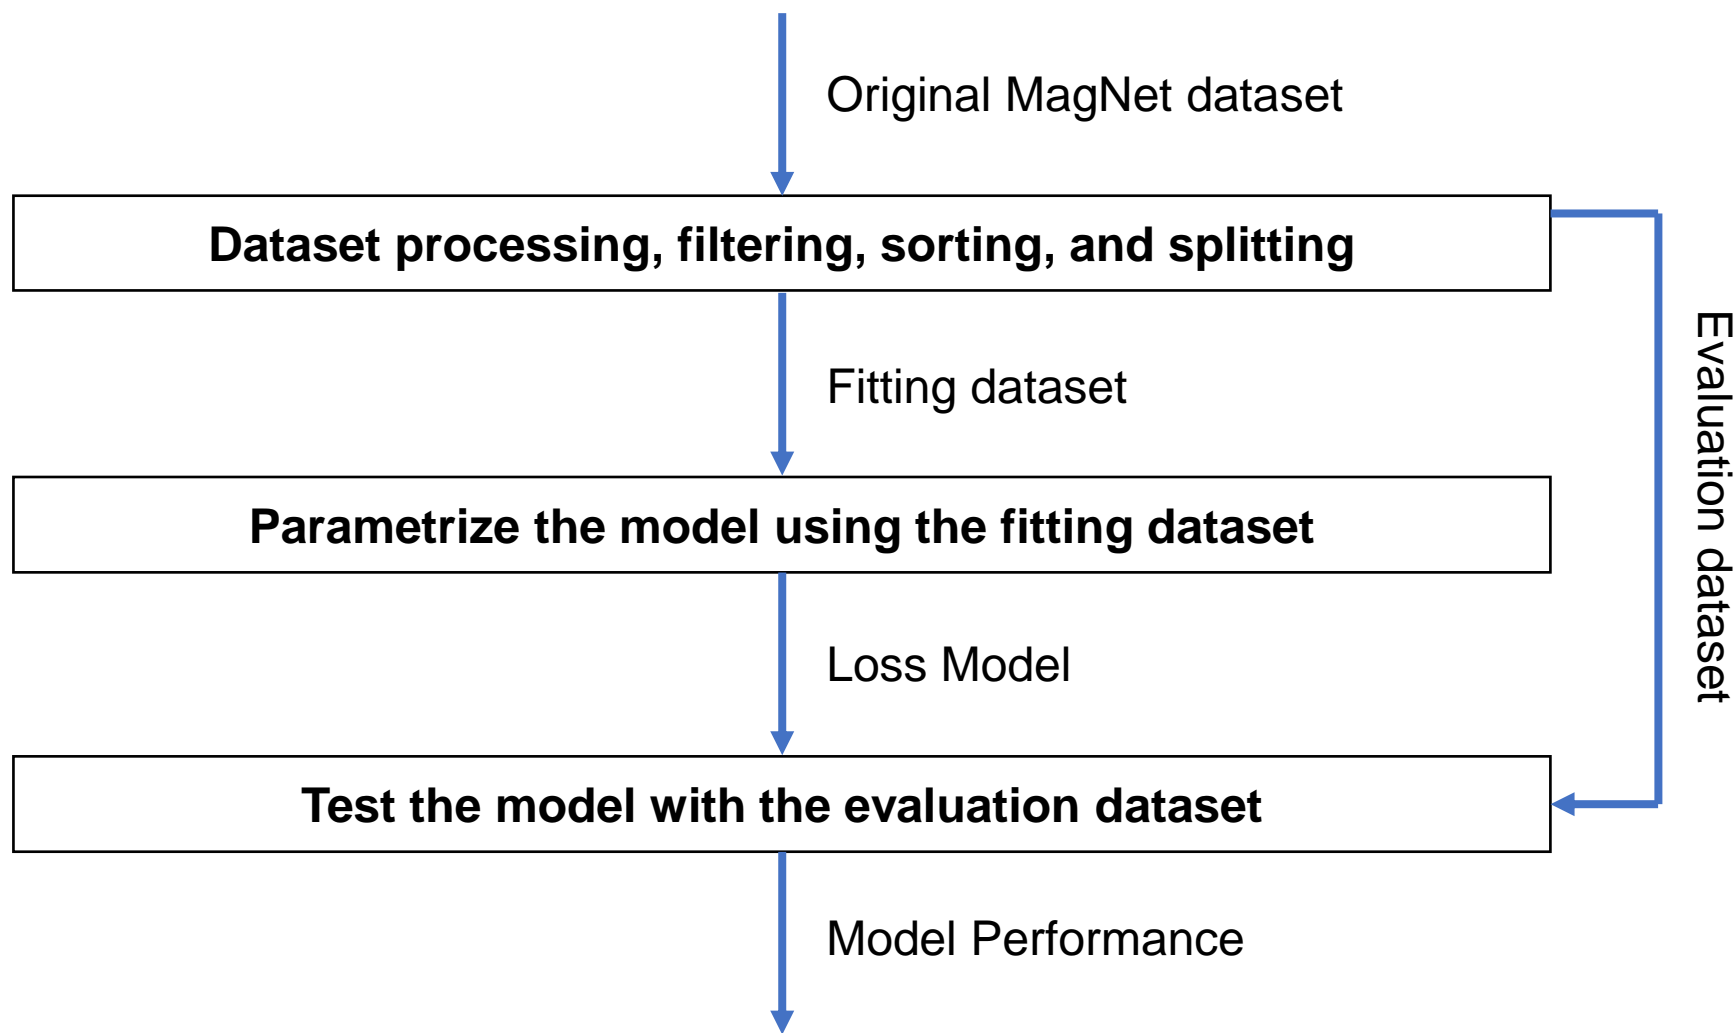 Original MagNet dataset
Dataset processing, filtering, sorting, and splitting
Fitting dataset
Evaluation dataset
Parametrize the model using the fitting dataset
Loss Model
Test the model with the evaluation dataset
Model Performance